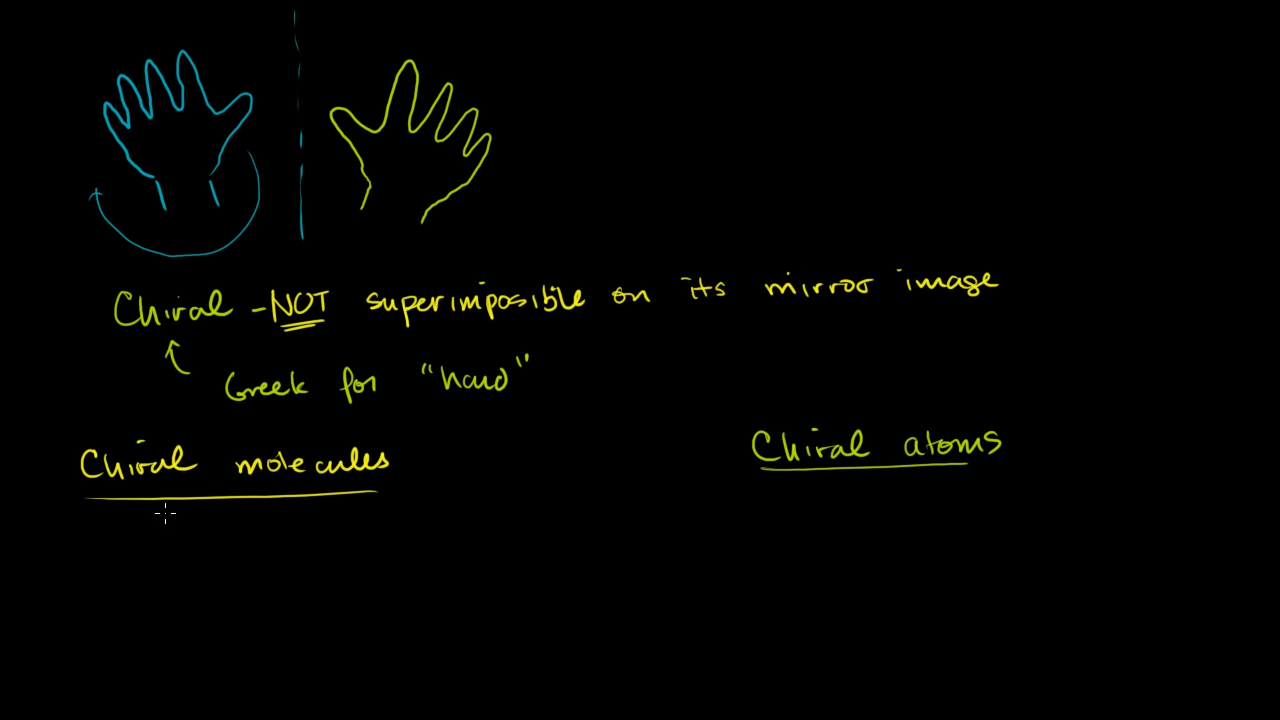 Chiral - NOT superimposible on its mirror image
Greek for "hand"
Chiral molecules
Chiral atoms